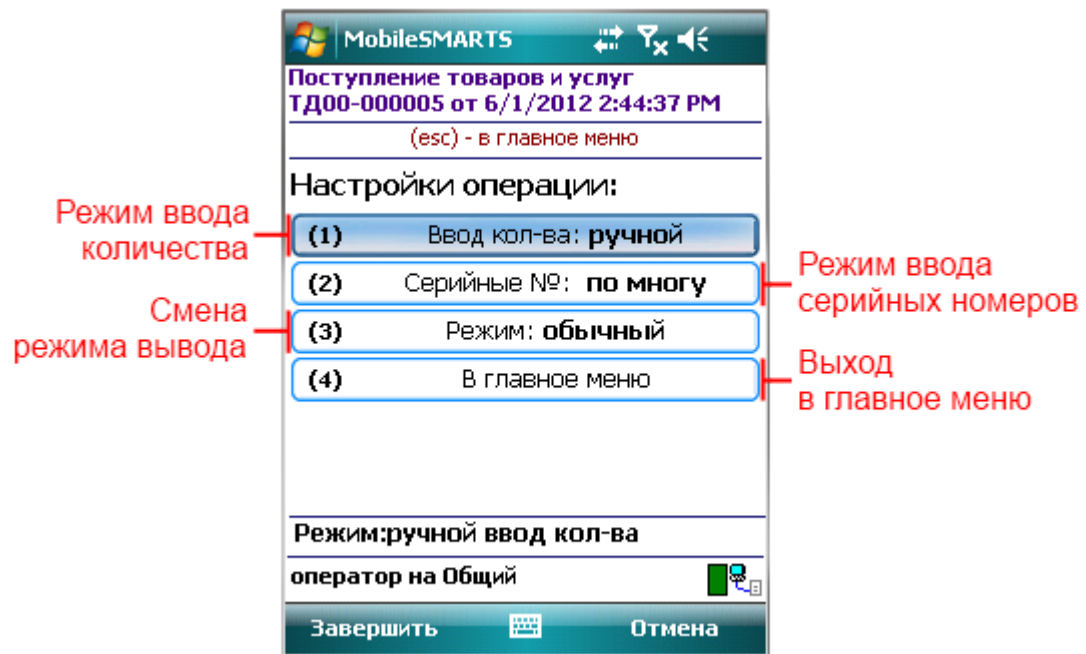 MobileSMARTS
Поступление товаров и услуг
ТД00-000005 от 6/1/2012 2:44:37 PM
(esc) - в главное меню
Настройки операции:
Режим ввода
количества
(1) Ввод кол-ва: ручной
(2) Серийные №: по многу
Режим ввода
серийных номеров
Смена
режима вывода
(3) Режим: обычный
(4) В главное меню
Выход
в главное меню
Режим:ручной ввод кол-ва
оператор на Общий
Завершить Отмена